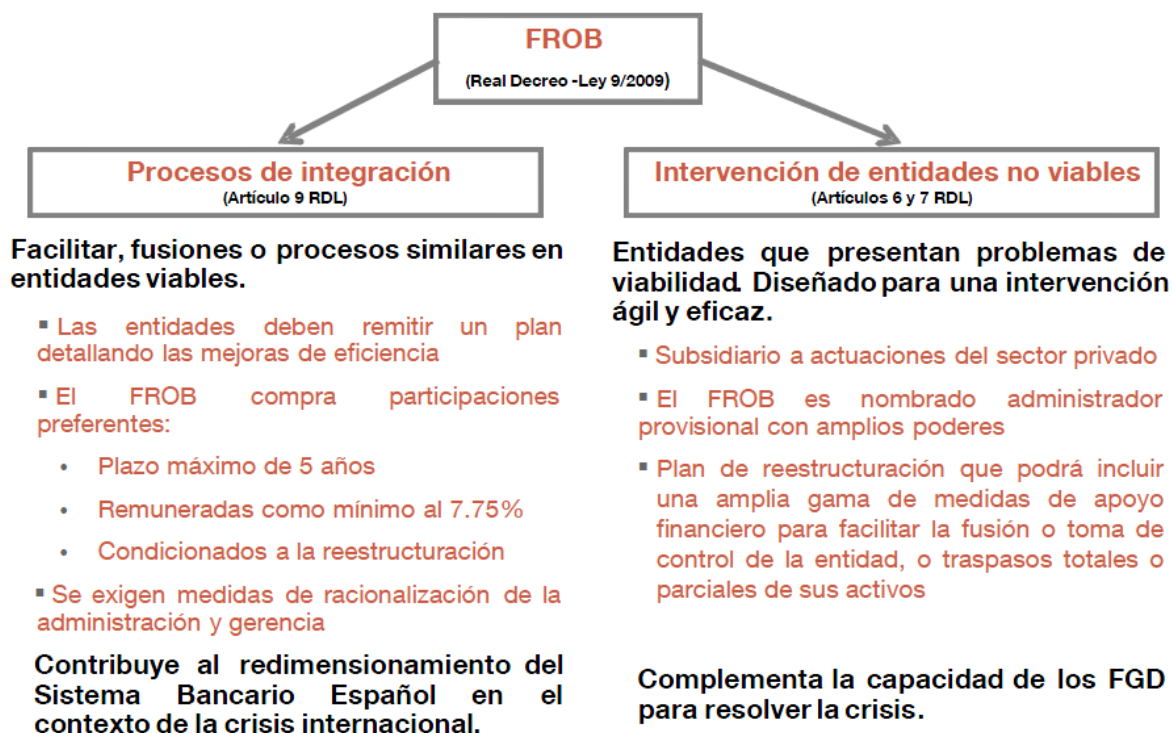 FROB
(Real Decreo -Ley 9/2009)
Procesos de integración
(Artículo 9 RDL)
Facilitar, fusiones o procesos similares en
entidades viables.
▪ Las entidades deben remitir un plan
detallando las mejoras de eficiencia
▪ El FROB compra participaciones
preferentes:
• Plazo máximo de 5 años
• Remuneradas como mínimo al 7.75%
• Condicionados a la reestructuración
▪ Se exigen medidas de racionalización de la
administración y gerencia
Contribuye al redimensionamiento del
Sistema Bancario Español en el
contexto de la crisis internacional.
Intervención de entidades no viables
(Artículos 6 y 7 RDL)
Entidades que presentan problemas de
viabilidad. Diseñado para una intervención
ágil y eficaz.
▪ Subsidiario a actuaciones del sector privado
▪ El FROB es nombrado administrador
provisional con amplios poderes
▪ Plan de reestructuración que podrá incluir
una amplia gama de medidas de apoyo
financiero para facilitar la fusión o toma de
control de la entidad, o traspasos totales o
parciales de sus activos
Complementa la capacidad de los FGD
para resolver la crisis.